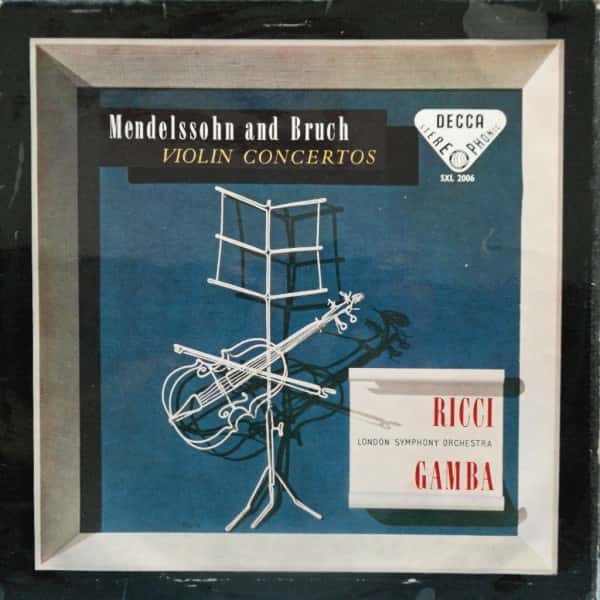 Mendelssohn and Bruch
VIOLIN CONCERTOS
DECCA
STEREOPHONIC
SXL 2006
RICCI
LONDON SYMPHONY ORCHESTRA
GAMBA